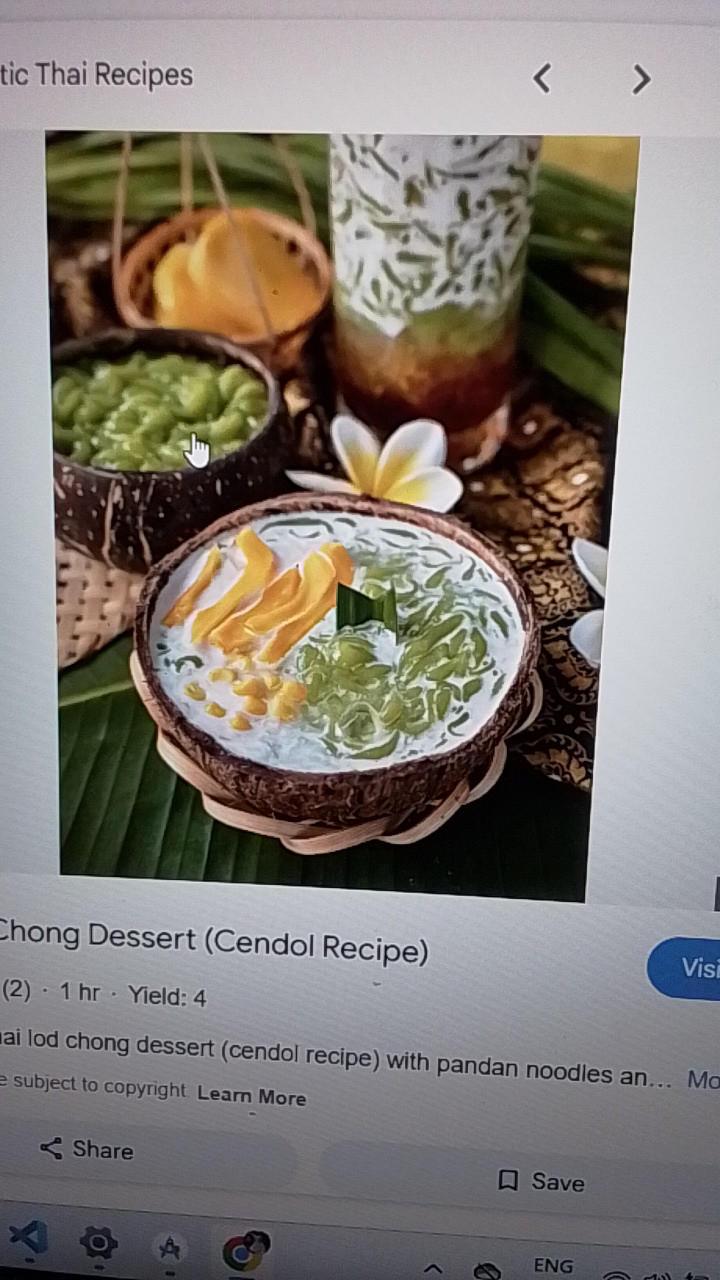 tic Thai Recipes
Chong Dessert (Cendol Recipe)
(2) · 1 hr · Yield: 4
ai lod chong dessert (cendol recipe) with pandan noodles an... Mo
e subject to copyright. Learn More
Share
Save
Visi
ENG